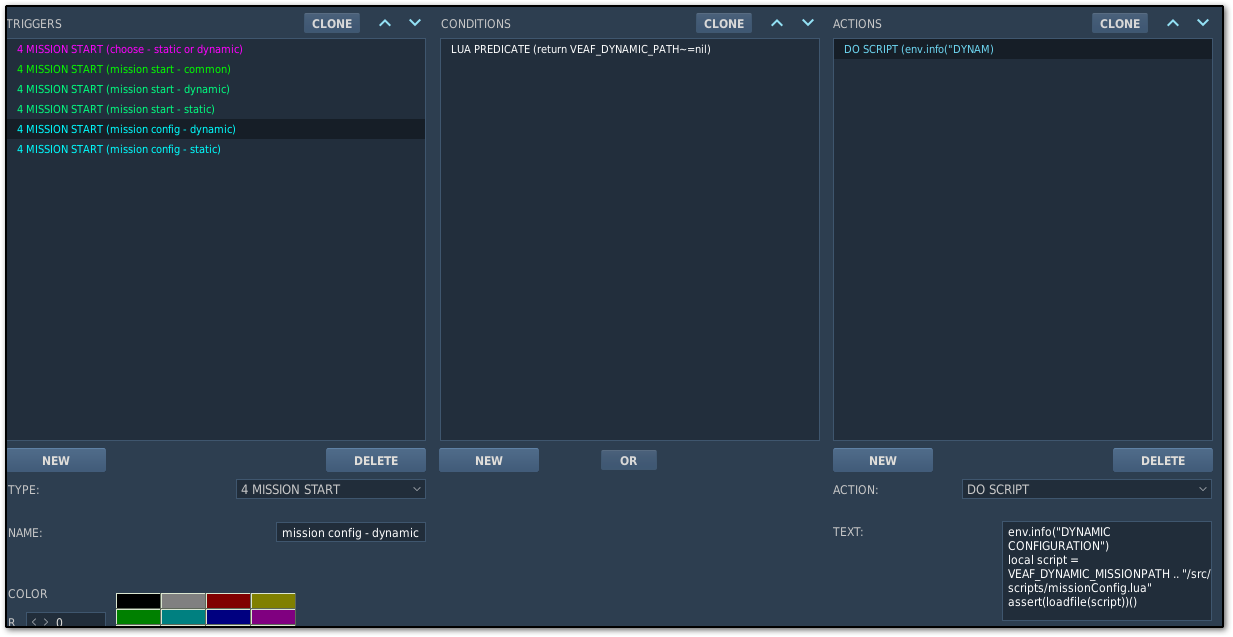 TRIGGERS CLONE CONDITIONS CLONE ACTIONS CLONE
4 MISSION START (choose - static or dynamic)
4 MISSION START (mission start - common)
4 MISSION START (mission start - dynamic)
4 MISSION START (mission start - static)
4 MISSION START (mission config - dynamic)
4 MISSION START (mission config - static)
LUA PREDICATE (return VEAF_DYNAMIC_PATH~=nil)
DO SCRIPT (env.info("DYNAM)
NEW DELETE NEW OR NEW DELETE
TYPE: 4 MISSION START
NAME: mission config - dynamic
COLOR
R < > 0
ACTION: DO SCRIPT
TEXT:
env.info("DYNAMIC
CONFIGURATION")
local script =
VEAF_DYNAMIC_MISSIONPATH .. "/src/
scripts/missionConfig.lua"
assert(loadfile(script))()